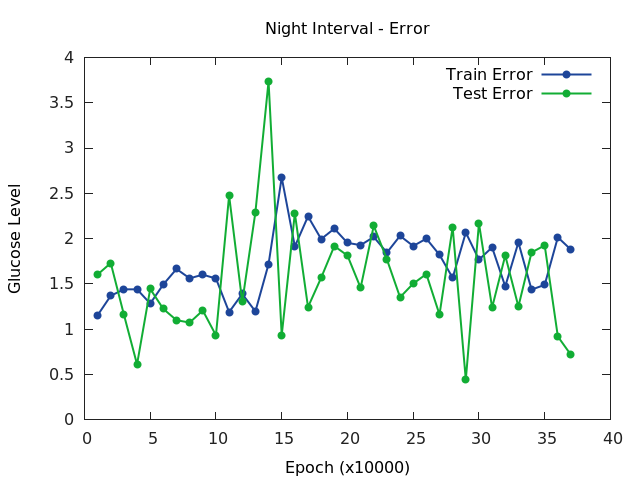 Night Interval - Error
Train Error
Test Error
4
3.5
3
2.5
2
1.5
1
0.5
0
Glucose Level
0 5 10 15 20 25 30 35 40
Epoch (x10000)